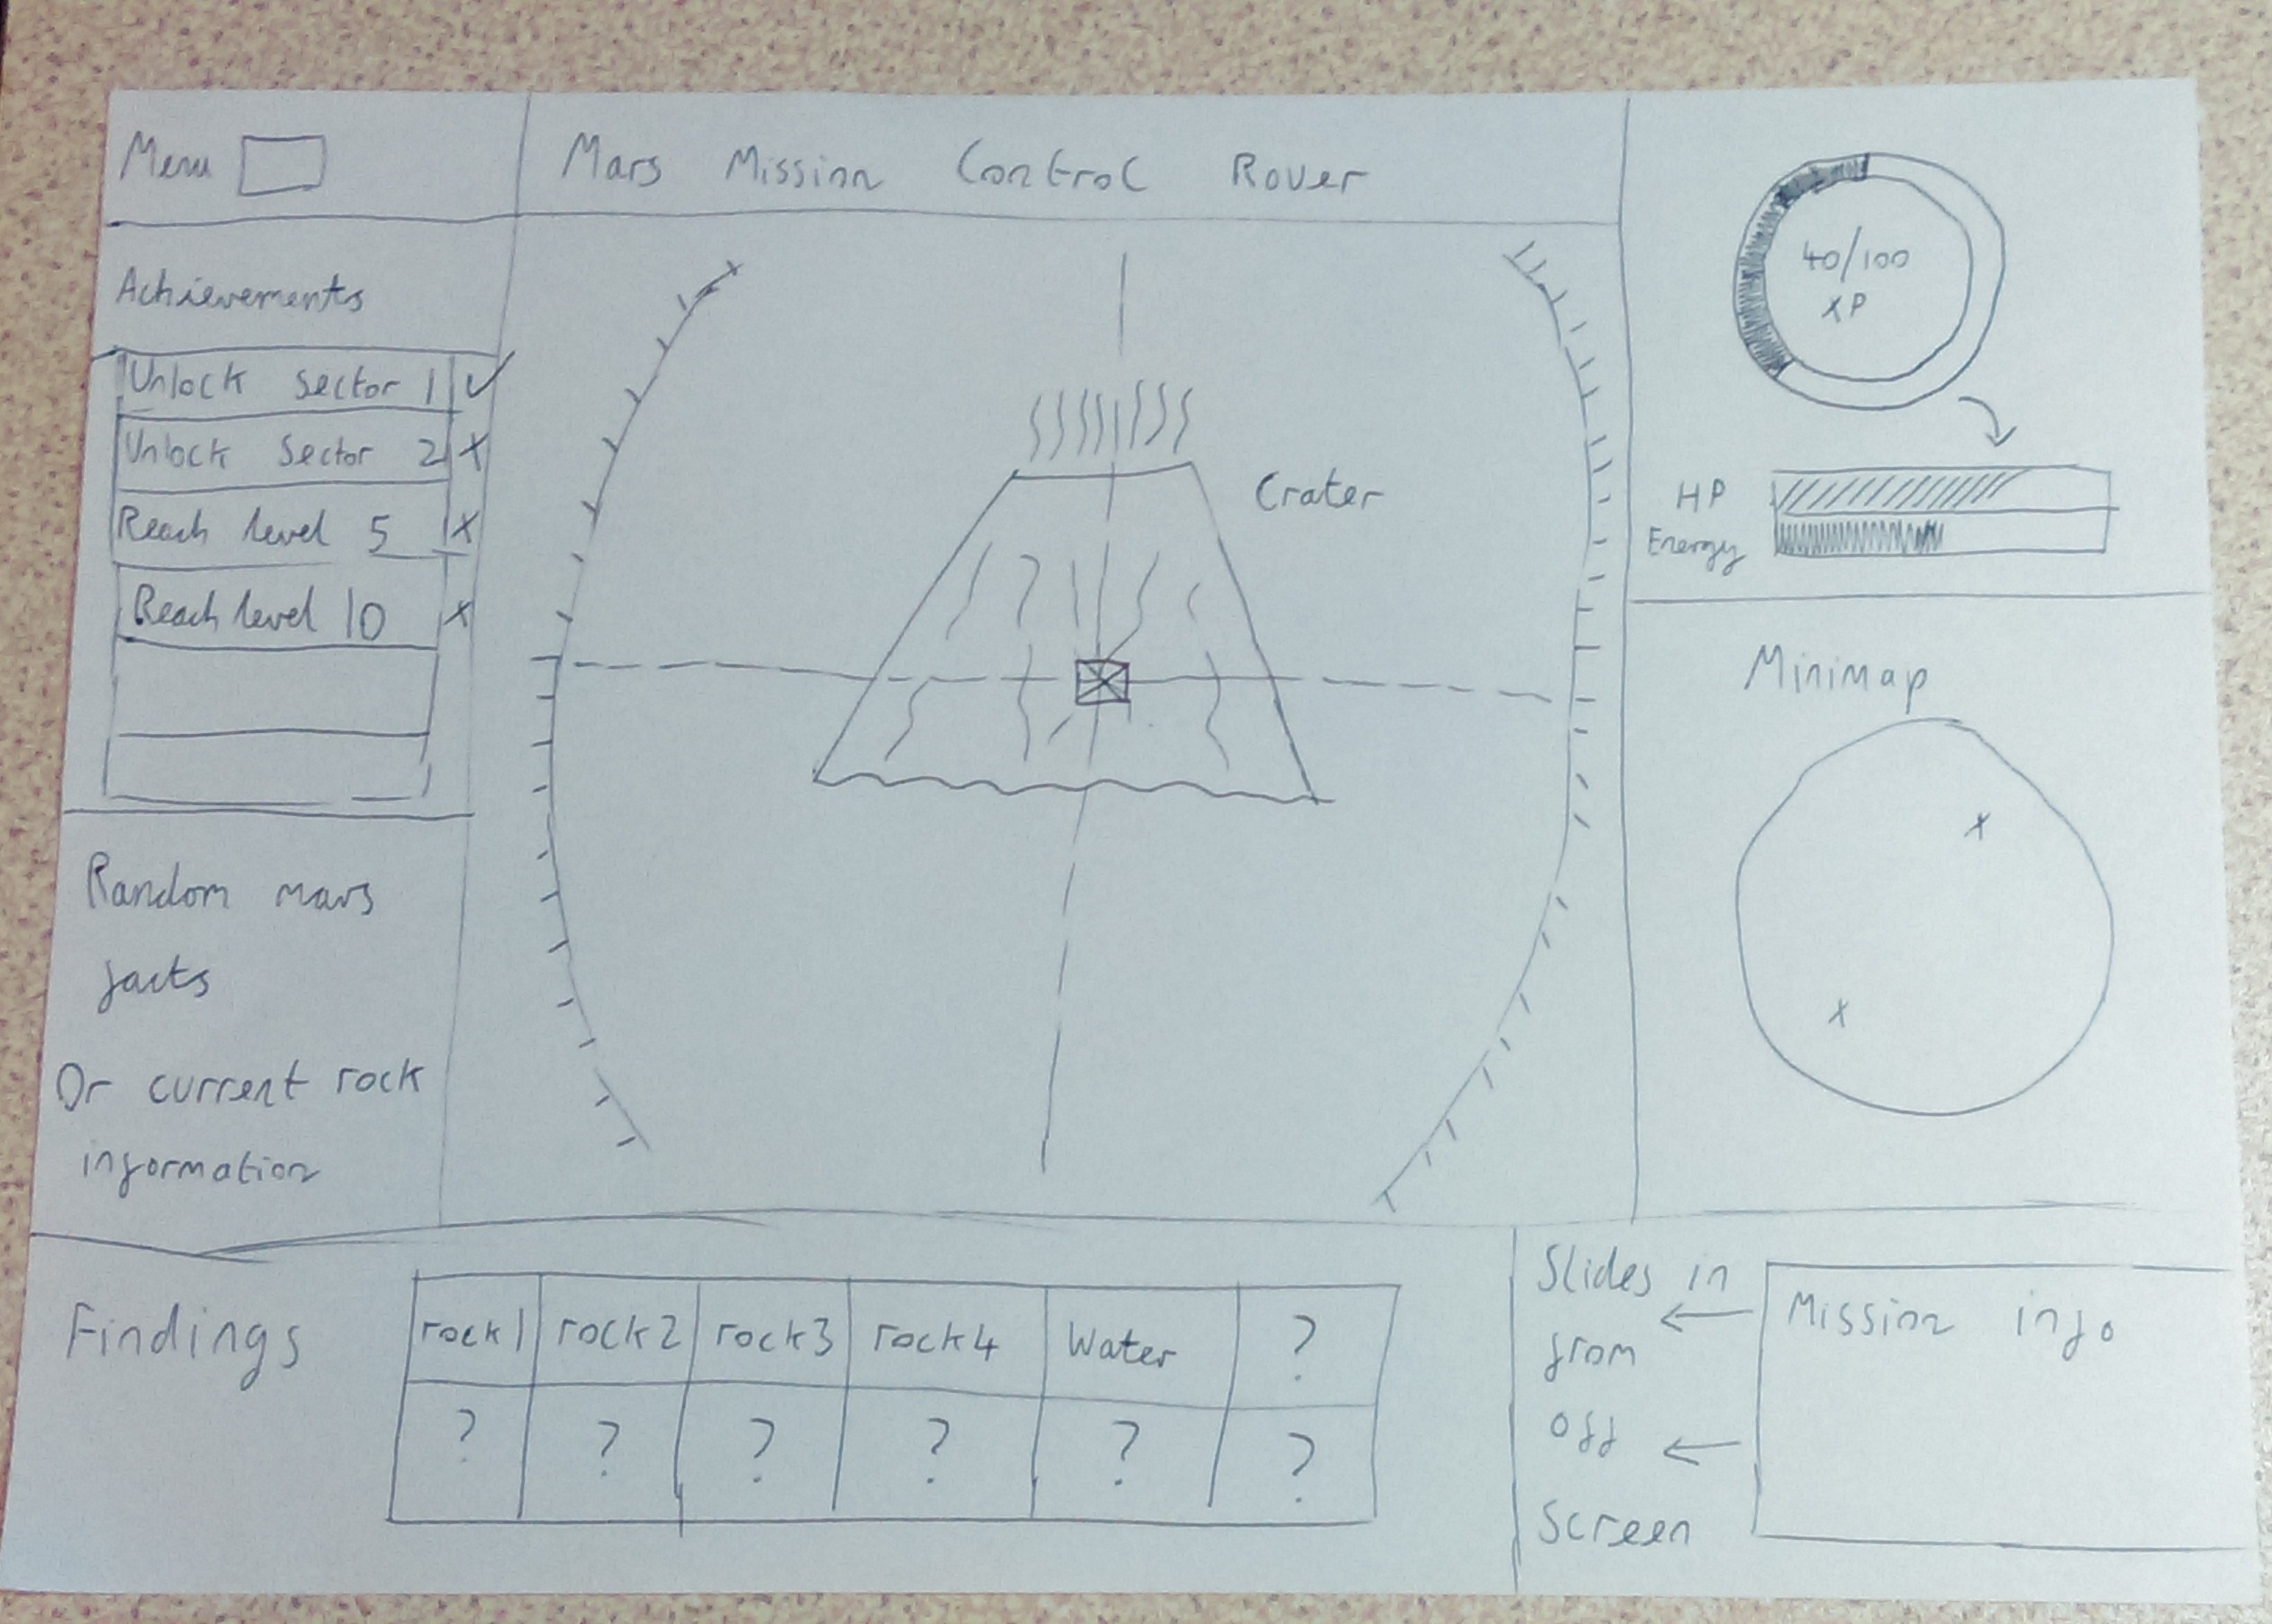 Menu
Mars Mission Control Rover
Achievements
Unlock sector 1 ✓
Unlock Sector 2 x
Reach level 5 x
Reach level 10 x
Random mars
facts
Or current rock
information
Crater
40/100
XP
HP
Energy
Minimap
x
x
Findings
rock1 rock2 rock3 rock4 Water ?
? ? ? ? ? ?
Slides in
from
off
Screen
Mission info